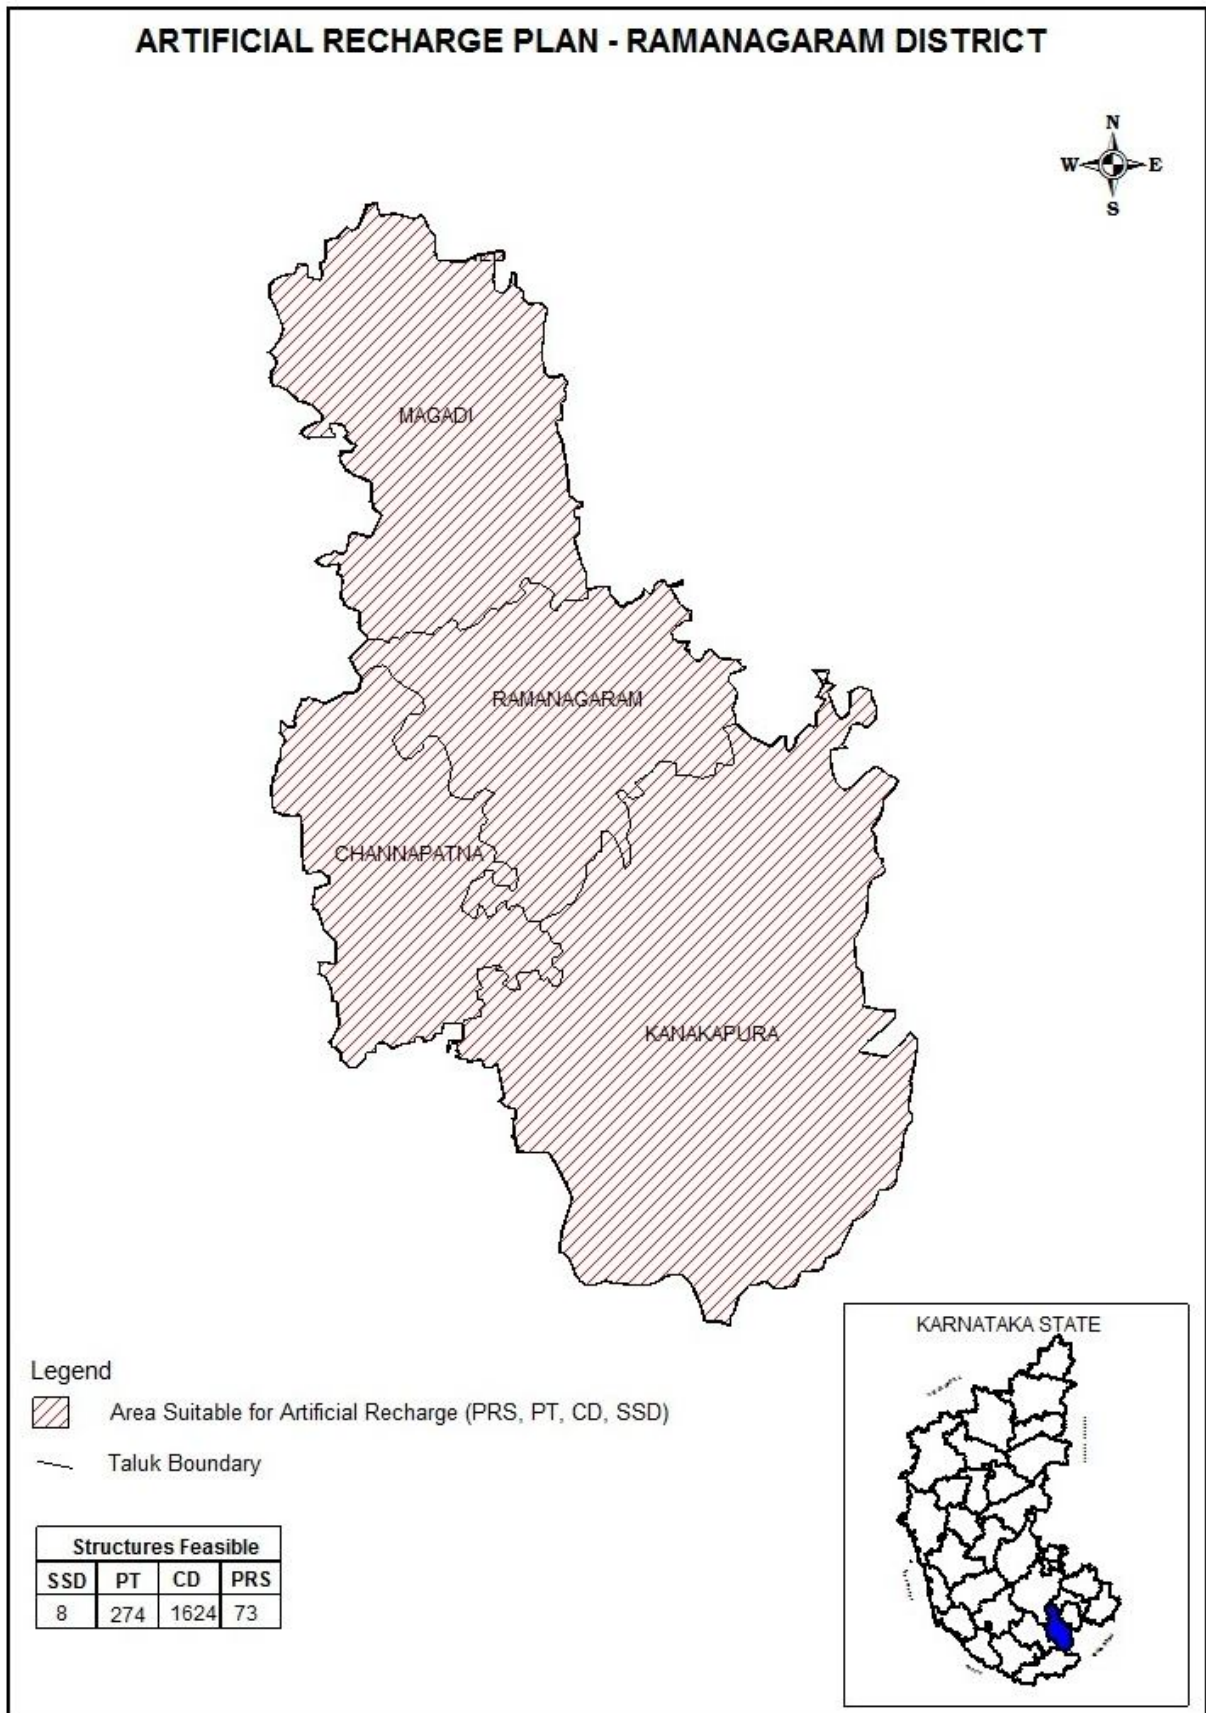 ARTIFICIAL RECHARGE PLAN - RAMANAGARAM DISTRICT
N
W E
S
MAGADI
RAMANAGARAM
CHANNAPATNA
KANAKAPURA
KARNATAKA STATE
Legend
Area Suitable for Artificial Recharge (PRS, PT, CD, SSD)
Taluk Boundary
Structures Feasible
SSD PT CD PRS
8 274 1624 73